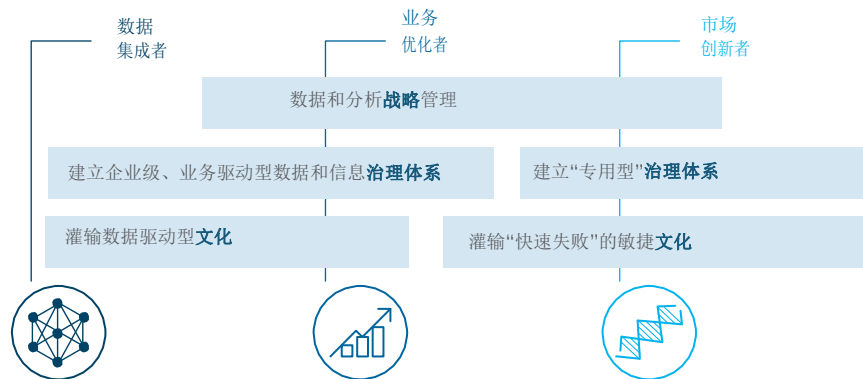 数据
集成者
业务
优化者
市场
创新者
数据和分析战略管理
建立企业级、业务驱动型数据和信息治理体系
建立“专用型”治理体系
灌输数据驱动型文化
灌输“快速失败”的敏捷文化